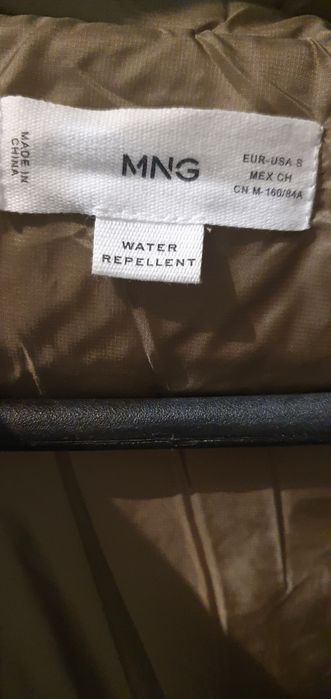 MADE IN
CHINA
MNG
EUR-USA S
MEX CH
CN M-160/84A
WATER
REPELLENT